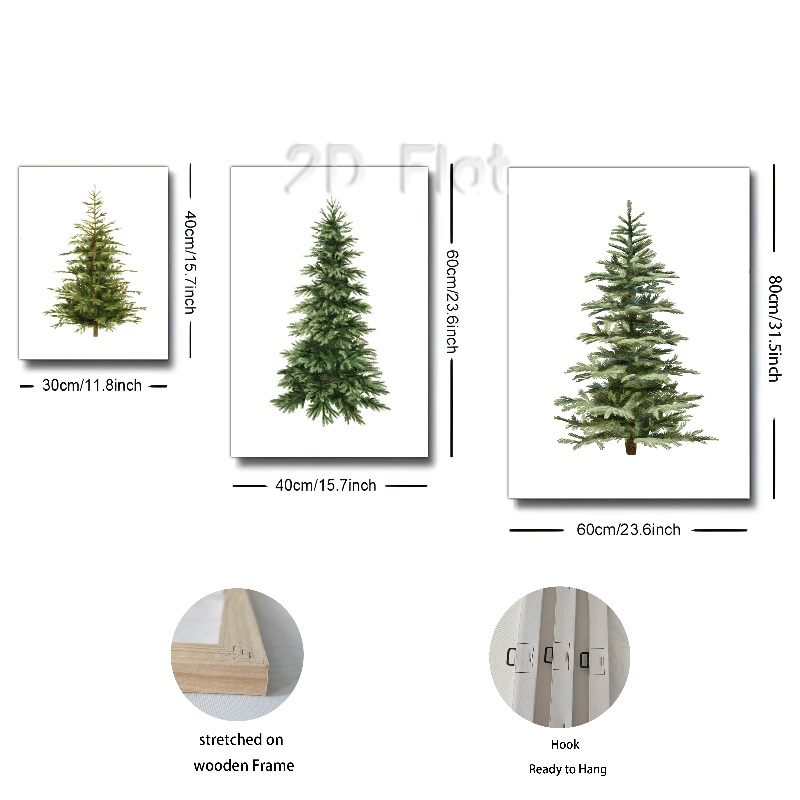 2D Flat
40cm/15.7inch
60cm/23.6inch
80cm/31.5inch
30cm/11.8inch
40cm/15.7inch
60cm/23.6inch
stretched on
wooden Frame
Hook
Ready to Hang